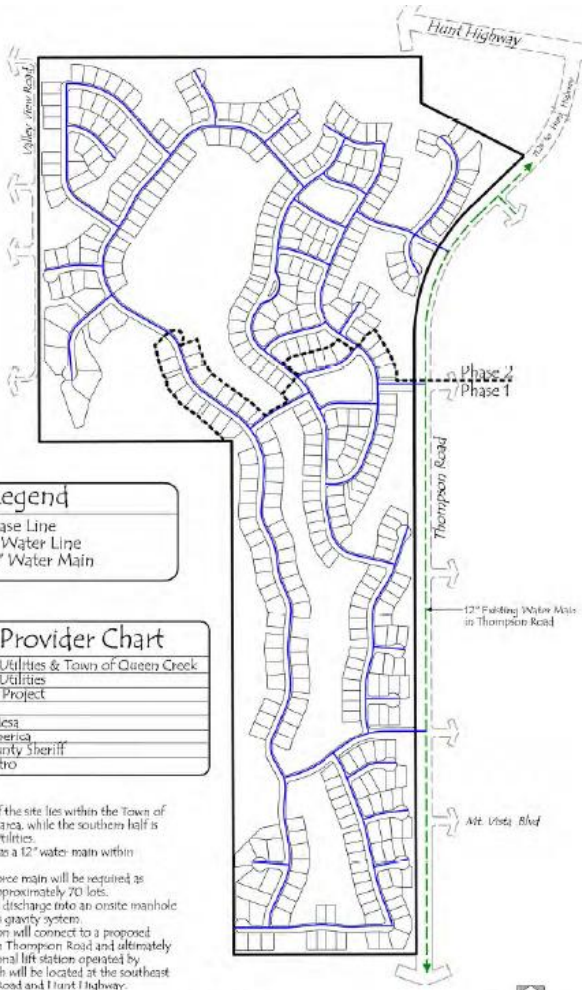 Hunt Highway
Valley View Road
to Hunt Highway
Phase 2
Phase 1
Thompson Road
12" Existing Water Main
in Thompson Road
Mt. Vista Blvd
egend
ase Line
Water Line
" Water Main
Provider Chart
Utilities & Town of Queen Creek
Utilities
Project
esa
erica
nty Sheriff
tro
f the site lies within the Town of
area, while the southern half is
tilities.
as a 12" water main within
orce main will be required as
pproximately 70 lots.
discharge into an onsite manhole
gravity system.
on will connect to a proposed
n Thompson Road and ultimately
onal lift station operated by
h will be located at the southeast
Road and Hunt Highway.